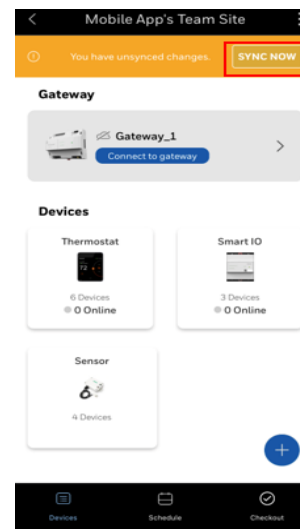 Mobile App's Team Site
You have unsynced changes.
SYNC NOW
Gateway
Gateway_1
Connect to gateway
Devices
Thermostat
72
6 Devices
0 Online
Smart IO
3 Devices
0 Online
Sensor
4 Devices
Devices
Schedule
Checkout